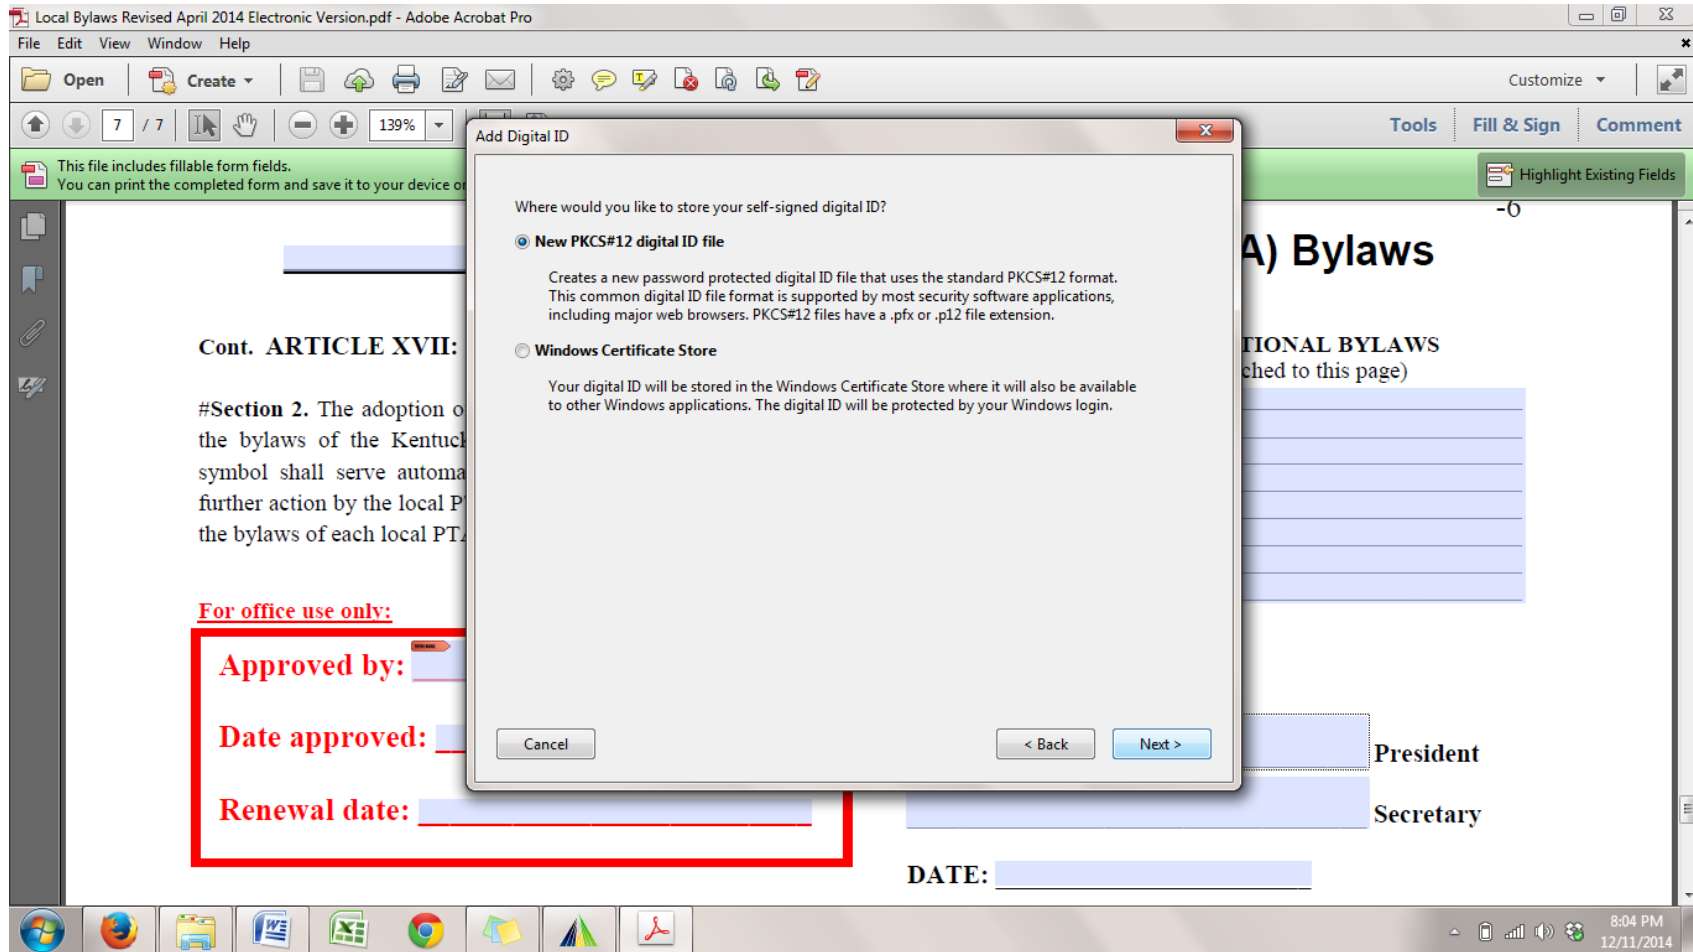 Local Bylaws Revised April 2014 Electronic Version.pdf - Adobe Acrobat Pro
File Edit View Window Help
Open Create Customize
7 / 7 139% Tools Fill & Sign Comment
This file includes fillable form fields.
You can print the completed form and save it to your device or
Highlight Existing Fields
Add Digital ID
Where would you like to store your self-signed digital ID?
New PKCS#12 digital ID file
Creates a new password protected digital ID file that uses the standard PKCS#12 format.
This common digital ID file format is supported by most security software applications,
including major web browsers. PKCS#12 files have a .pfx or .p12 file extension.
Windows Certificate Store
Your digital ID will be stored in the Windows Certificate Store where it will also be available
to other Windows applications. The digital ID will be protected by your Windows login.
Cancel < Back Next >
-6
A) Bylaws
Cont. ARTICLE XVII:
#Section 2. The adoption o
the bylaws of the Kentuck
symbol shall serve automa
further action by the local P
the bylaws of each local PTA
TIONAL BYLAWS
ched to this page)
For office use only:
Approved by:
Date approved:
Renewal date:
President
Secretary
DATE:
8:04 PM
12/11/2014